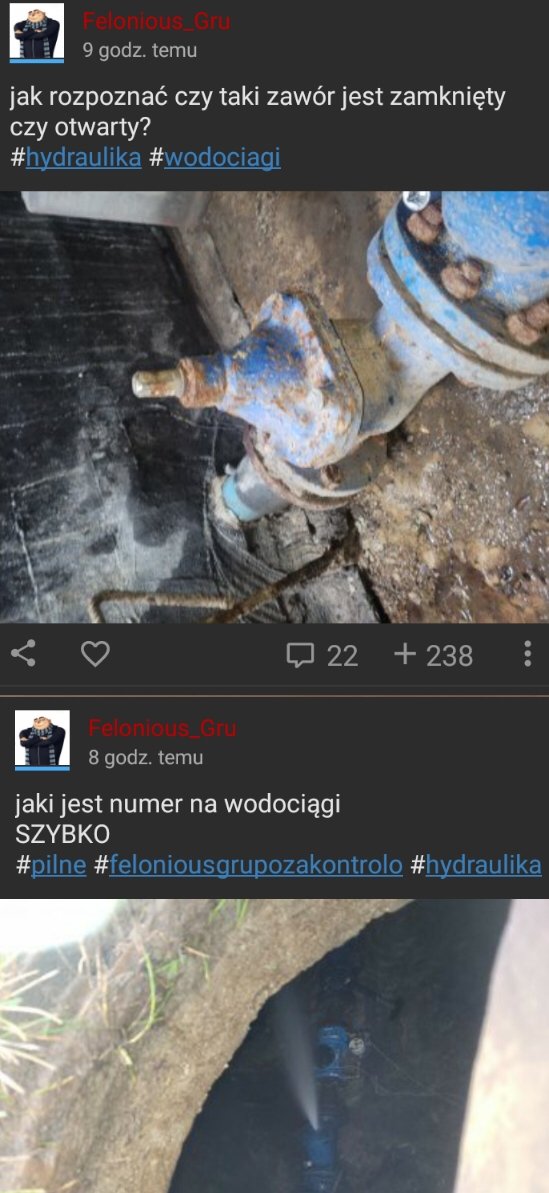 Felonious_Gru
9 godz. temu
jak rozpoznać czy taki zawór jest zamknięty
czy otwarty?
#hydraulika #wodociagi
22
238
Felonious_Gru
8 godz. temu
jaki jest numer na wodociągi
SZYBKO
#pilne #feloniousgrupozakontrolo #hydraulika